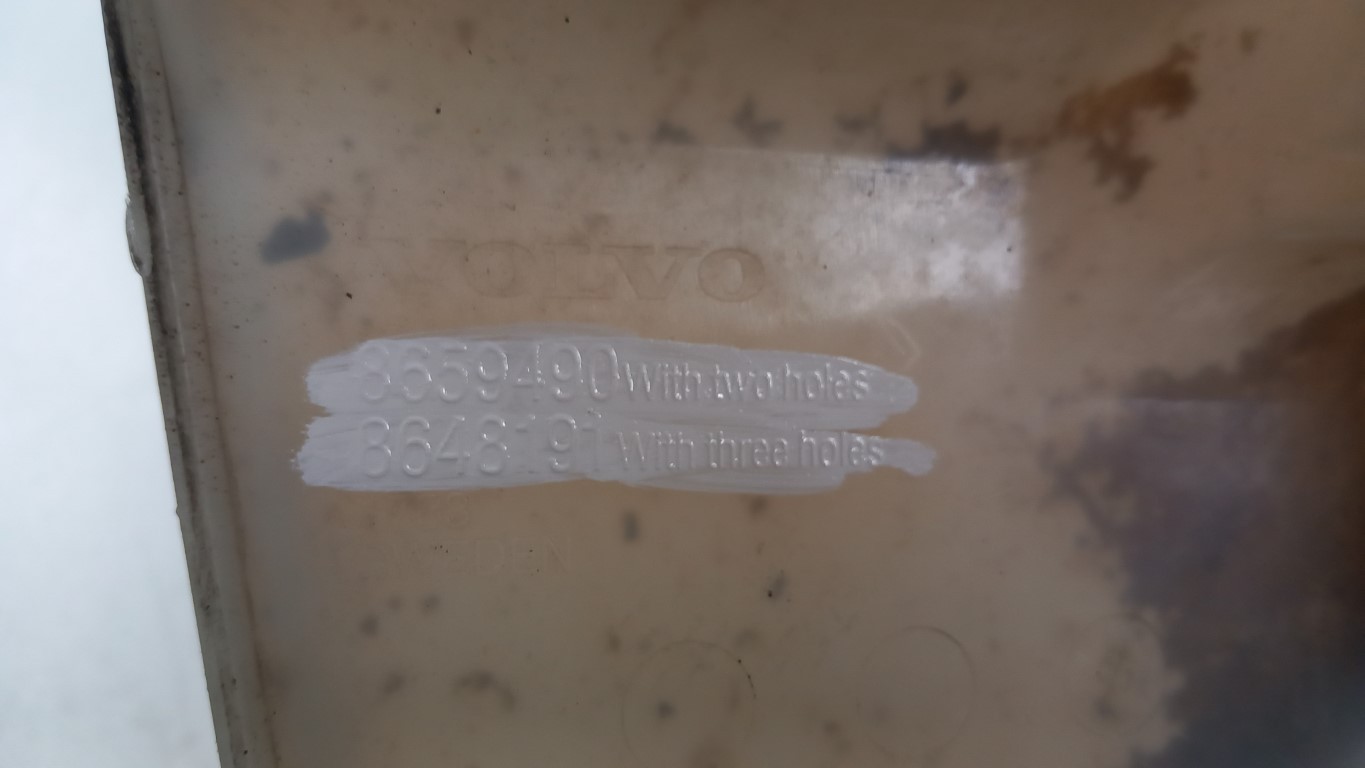 VOLVO
8659490 With two holes
8648191 With three holes